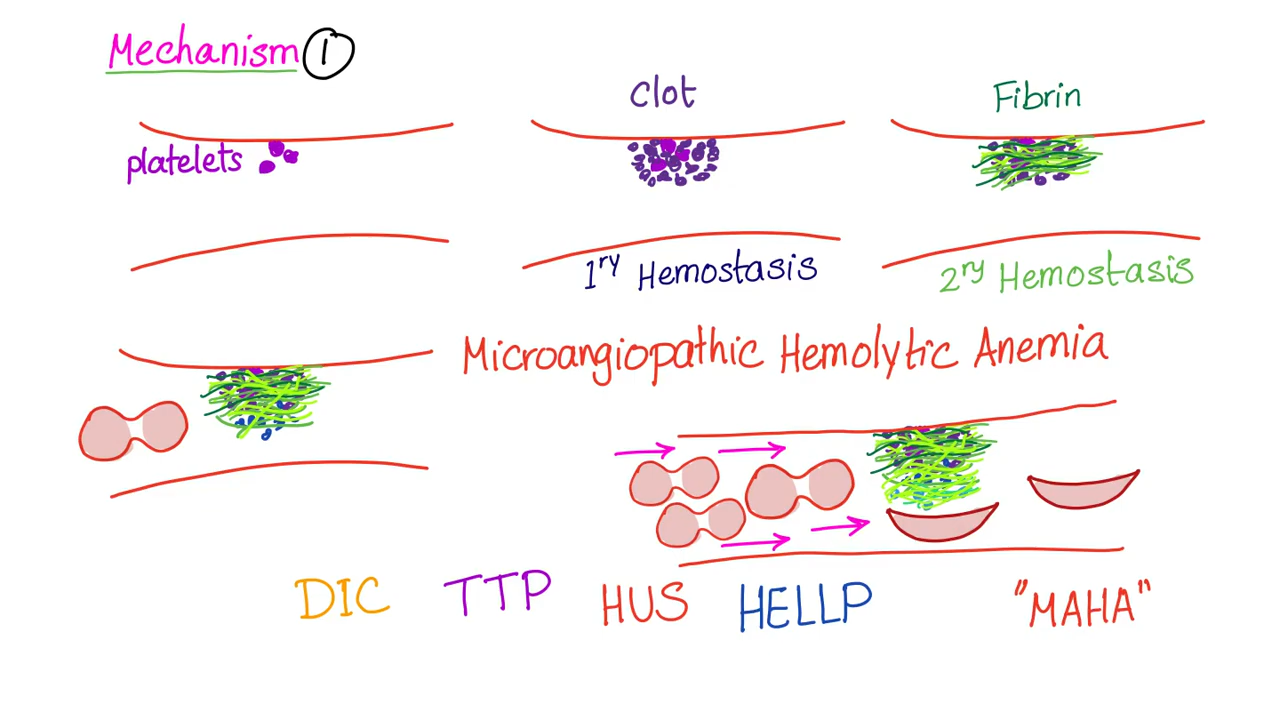 Mechanism 1
Clot
Fibrin
platelets
1ry Hemostasis
2ry Hemostasis
Microangiopathic Hemolytic Anemia
DIC TTP HUS HELLP "MAHA"